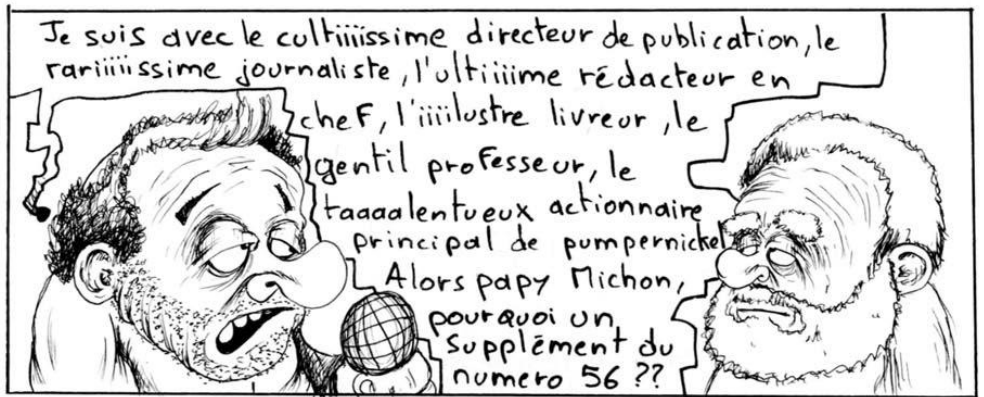 Je suis avec le cultiiiiissime directeur de publication, le
rariiiiissime journaliste, l'ultiiiime rédacteur en
chef, l'iiiilustre livreur, le
gentil professeur, le
taaaalentueux actionnaire
principal de pumpernickel
Alors papy Michon,
pourquoi un
supplément du
numero 56 ??